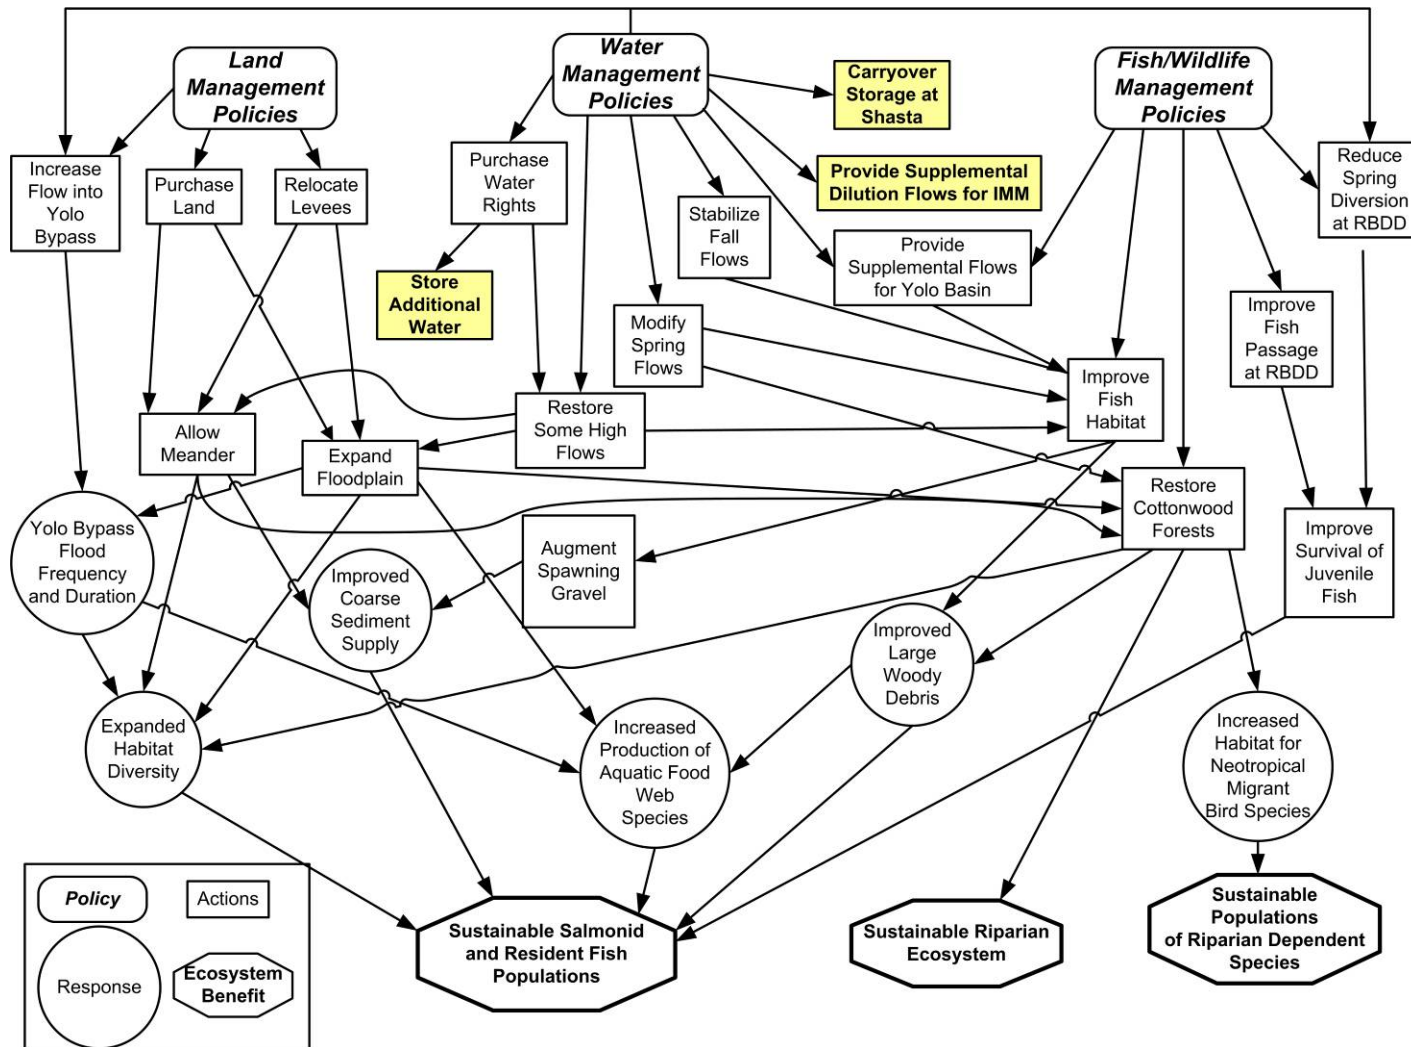 Land
Management
Policies
Water
Management
Policies
Fish/Wildlife
Management
Policies
Carryover
Storage at
Shasta
Increase
Flow into
Yolo
Bypass
Purchase
Land
Relocate
Levees
Purchase
Water
Rights
Provide Supplemental
Dilution Flows for IMM
Reduce
Spring
Diversion
at RBDD
Stabilize
Fall
Flows
Provide
Supplemental Flows
for Yolo Basin
Store
Additional
Water
Modify
Spring
Flows
Improve
Fish
Passage
at RBDD
Improve
Fish
Habitat
Allow
Meander
Expand
Floodplain
Restore
Some High
Flows
Restore
Cottonwood
Forests
Yolo Bypass
Flood
Frequency
and Duration
Improved
Coarse
Sediment
Supply
Augment
Spawning
Gravel
Improve
Survival of
Juvenile
Fish
Improved
Large
Woody
Debris
Expanded
Habitat
Diversity
Increased
Production of
Aquatic Food
Web
Species
Increased
Habitat for
Neotropical
Migrant
Bird Species
Policy
Actions
Response
Ecosystem
Benefit
Sustainable Salmonid
and Resident Fish
Populations
Sustainable Riparian
Ecosystem
Sustainable
Populations
of Riparian Dependent
Species